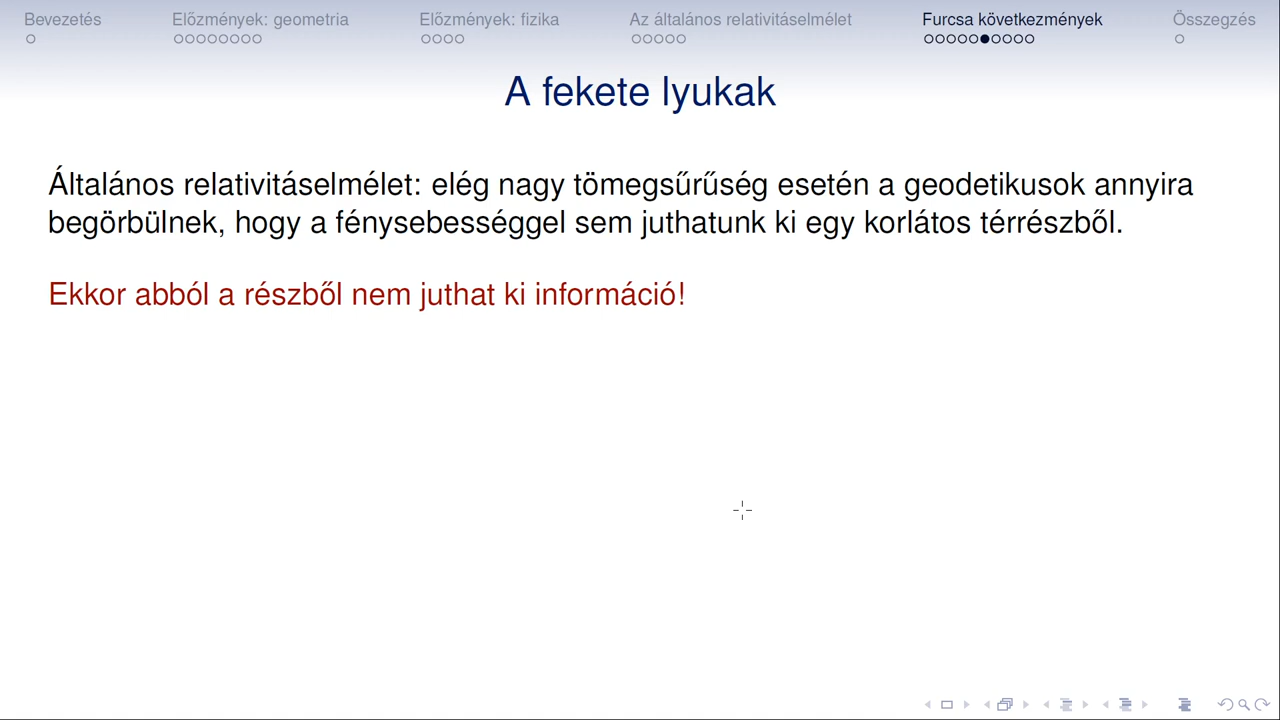 Bevezetés Előzmények: geometria Előzmények: fizika Az általános relativitáselmélet Furcsa következmények Összegzés
A fekete lyukak
Általános relativitáselmélet: elég nagy tömegsűrűség esetén a geodetikusok annyira
begörbülnek, hogy a fénysebességgel sem juthatunk ki egy korlátos térrészből.
Ekkor abból a részből nem juthat ki információ!